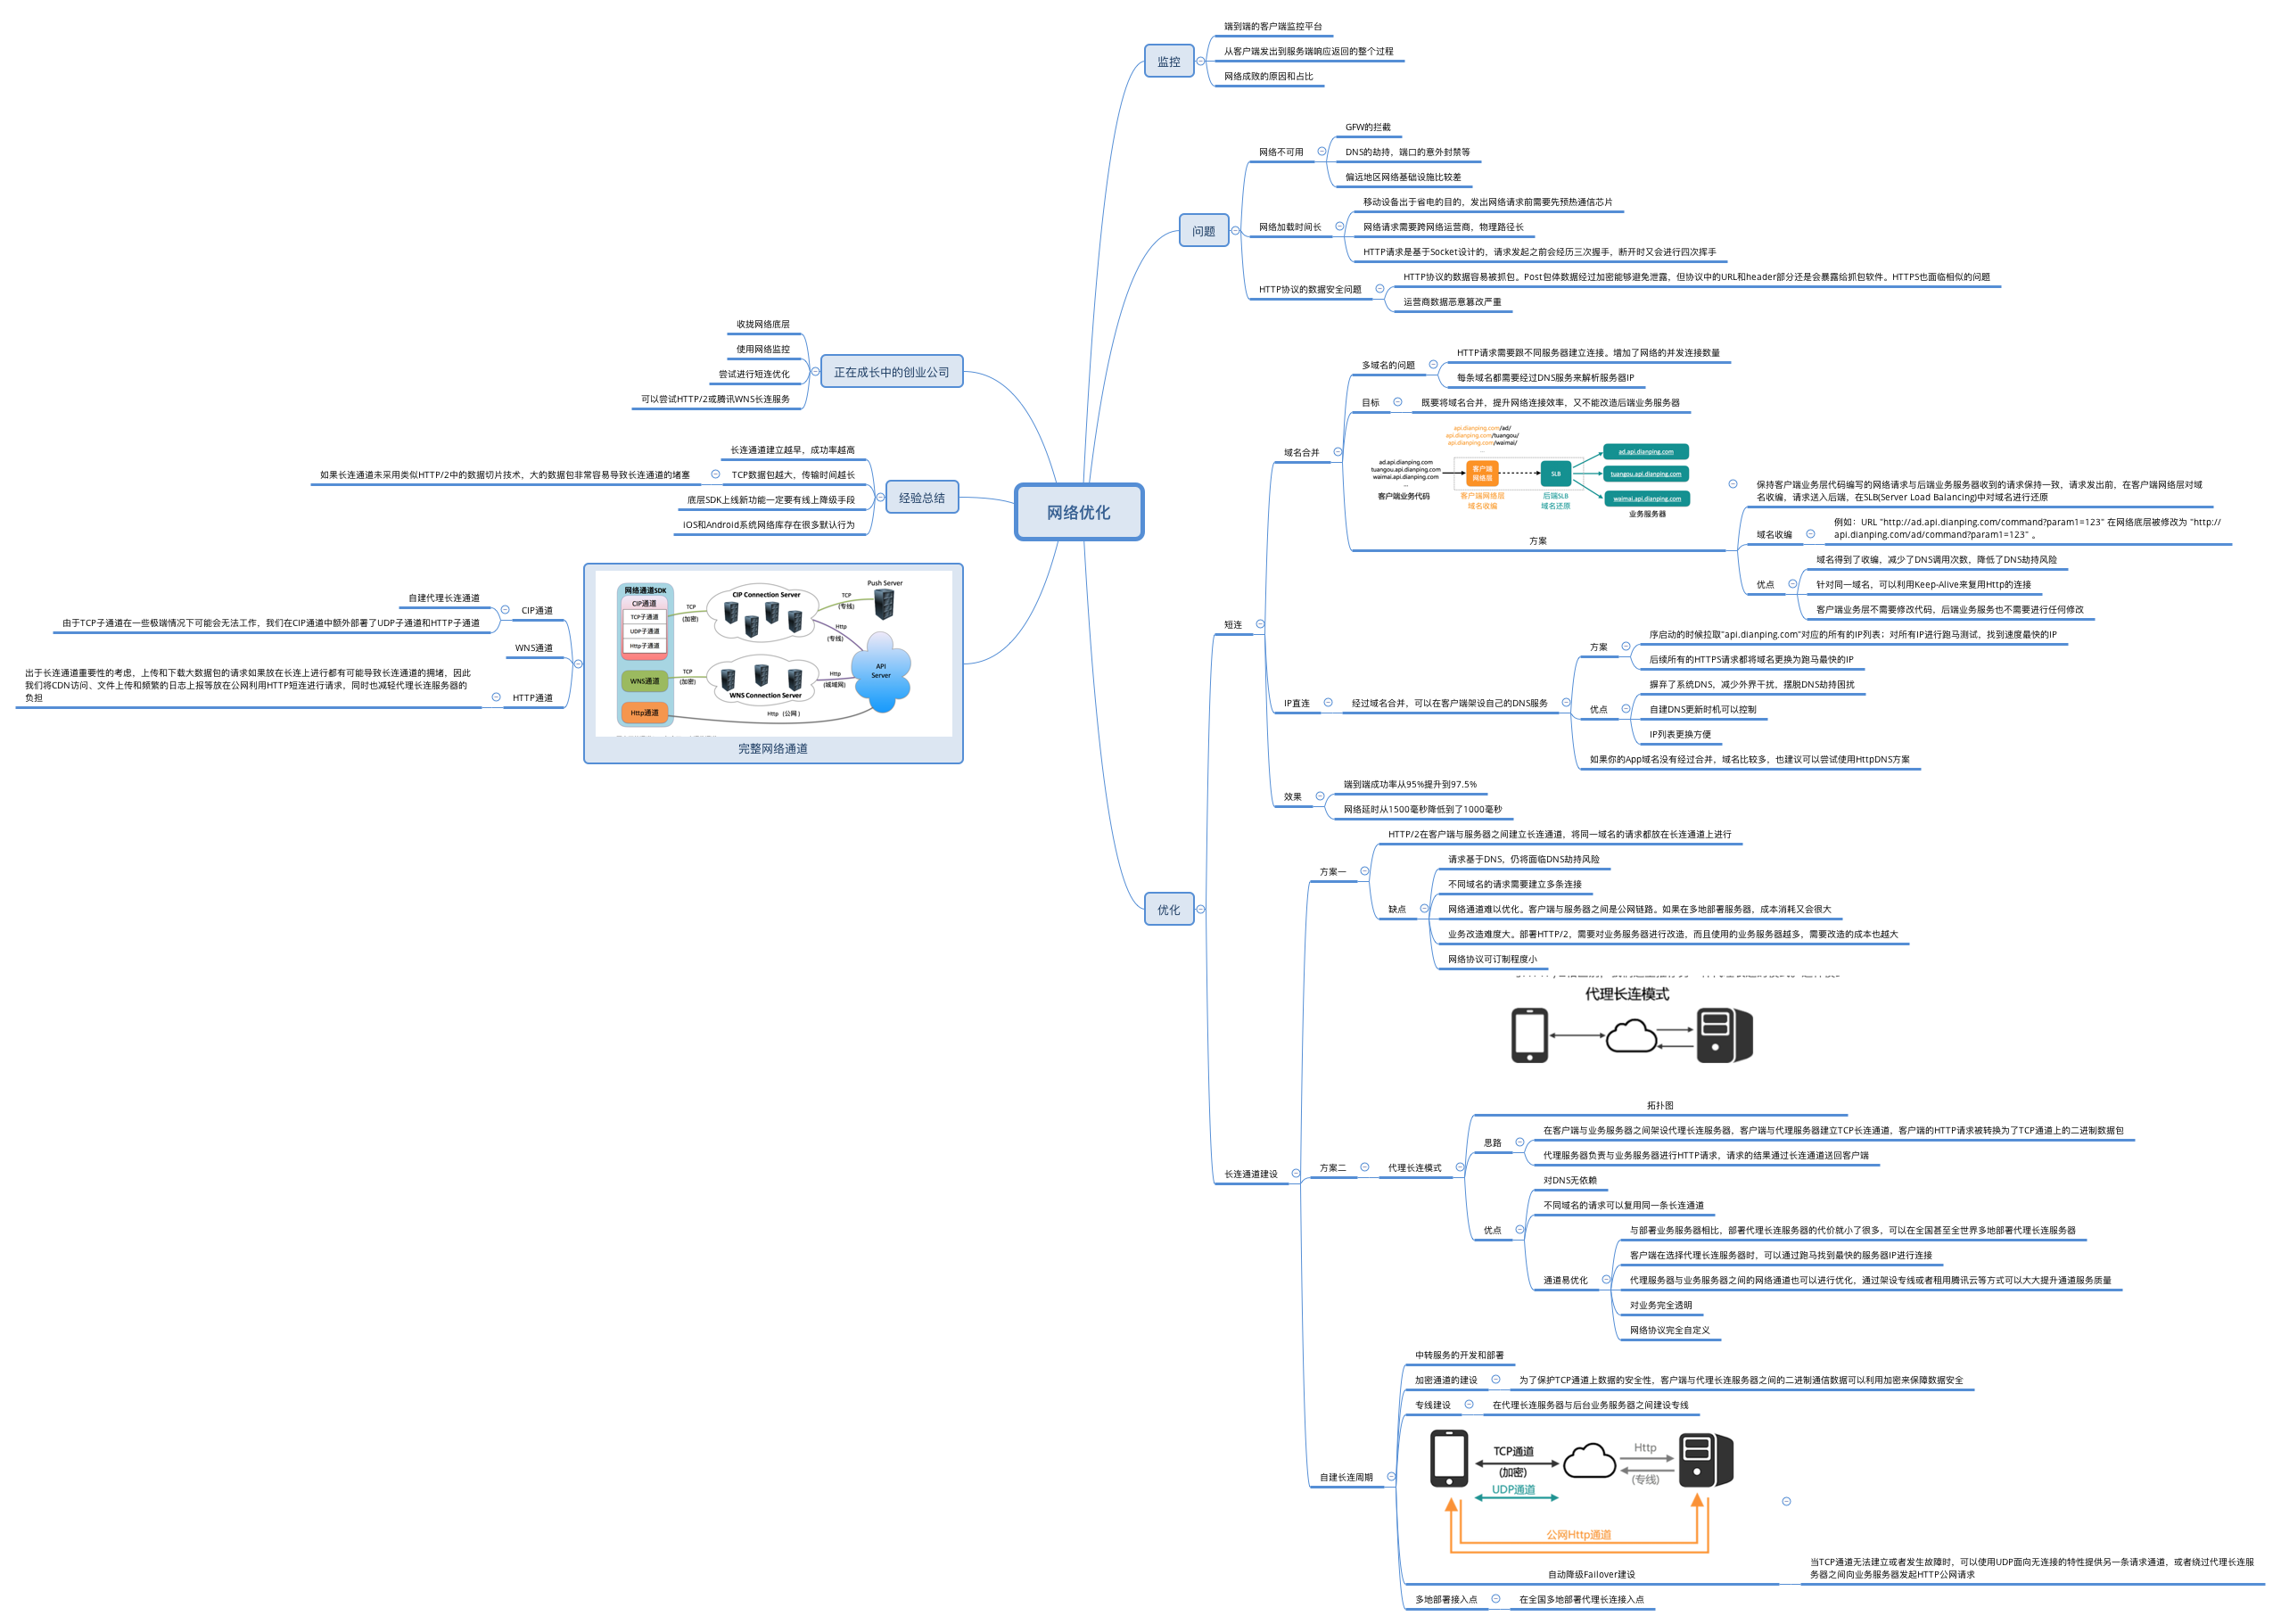 网络优化
监控
端到端的客户端监控平台
从客户端发出到服务端响应返回的整个过程
网络成败的原因和占比
问题
网络不可用
GFW的拦截
DNS的劫持，端口的意外封禁等
偏远地区网络基础设施比较差
网络加载时间长
移动设备出于省电的目的，发出网络请求前需要先预热通信芯片
网络请求需要跨网络运营商，物理路径长
HTTP请求是基于Socket设计的，请求发起之前会经历三次握手，断开时又会进行四次挥手
HTTP协议的数据安全问题
HTTP协议的数据容易被抓包。Post包体数据经过加密能够避免泄露，但协议中的URL和header部分还是会暴露给抓包软件。HTTPS也面临相似的问题
运营商数据恶意篡改严重
优化
短连
域名合并
多域名的问题
HTTP请求需要跟不同服务器建立连接。增加了网络的并发连接数量
每条域名都需要经过DNS服务来解析服务器IP
目标
既要将域名合并，提升网络连接效率，又不能改造后端业务服务器
api.dianping.com/ad/
api.dianping.com/tuangou/
api.dianping.com/waimai/
...
ad.api.dianping.com
tuangou.api.dianping.com
waimai.api.dianping.com
...
客户端业务代码
客户端
网络层
SLB
客户端网络层
域名收编
后端SLB
域名还原
ad.api.dianping.com
tuangou.api.dianping.com
waimai.api.dianping.com
业务服务器
方案
保持客户端业务层代码编写的网络请求与后端业务服务器收到的请求保持一致，请求发出前，在客户端网络层对域
名收编，请求送入后端，在SLB(Server Load Balancing)中对域名进行还原
域名收编
例如：URL "http://ad.api.dianping.com/command?param1=123" 在网络底层被修改为 "http://
api.dianping.com/ad/command?param1=123" 。
优点
域名得到了收编，减少了DNS调用次数，降低了DNS劫持风险
针对同一域名，可以利用Keep-Alive来复用Http的连接
客户端业务层不需要修改代码，后端业务服务也不需要进行任何修改
IP直连
经过域名合并，可以在客户端架设自己的DNS服务
方案
序启动的时候拉取"api.dianping.com"对应的所有的IP列表；对所有IP进行跑马测试，找到速度最快的IP
后续所有的HTTPS请求都将域名更换为跑马最快的IP
优点
摒弃了系统DNS，减少外界干扰，摆脱DNS劫持困扰
自建DNS更新时机可以控制
IP列表更换方便
如果你的App域名没有经过合并，域名比较多，也建议可以尝试使用HttpDNS方案
效果
端到端成功率从95%提升到97.5%
网络延时从1500毫秒降低到了1000毫秒
长连通道建设
方案一
HTTP/2在客户端与服务器之间建立长连通道，将同一域名的请求都放在长连通道上进行
缺点
请求基于DNS，仍将面临DNS劫持风险
不同域名的请求需要建立多条连接
网络通道难以优化。客户端与服务器之间是公网链路。如果在多地部署服务器，成本消耗又会很大
业务改造难度大。部署HTTP/2，需要对业务服务器进行改造，而且使用的业务服务器越多，需要改造的成本也越大
网络协议可订制程度小
方案二
代理长连模式
代理长连模式
拓扑图
思路
在客户端与业务服务器之间架设代理长连服务器，客户端与代理服务器建立TCP长连通道，客户端的HTTP请求被转换为了TCP通道上的二进制数据包
代理服务器负责与业务服务器进行HTTP请求，请求的结果通过长连通道送回客户端
优点
对DNS无依赖
不同域名的请求可以复用同一条长连通道
通道易优化
与部署业务服务器相比，部署代理长连服务器的代价就小了很多，可以在全国甚至全世界多地部署代理长连服务器
客户端在选择代理长连服务器时，可以通过跑马找到最快的服务器IP进行连接
代理服务器与业务服务器之间的网络通道也可以进行优化，通过架设专线或者租用腾讯云等方式可以大大提升通道服务质量
对业务完全透明
网络协议完全自定义
自建长连周期
中转服务的开发和部署
加密通道的建设
为了保护TCP通道上数据的安全性，客户端与代理长连服务器之间的二进制通信数据可以利用加密来保障数据安全
专线建设
在代理长连服务器与后台业务服务器之间建设专线
TCP通道
(加密)
UDP通道
Http
(专线)
公网Http通道
自动降级Failover建设
当TCP通道无法建立或者发生故障时，可以使用UDP面向无连接的特性提供另一条请求通道，或者绕过代理长连服
务器之间向业务服务器发起HTTP公网请求
多地部署接入点
在全国多地部署代理长连接入点
正在成长中的创业公司
收拢网络底层
使用网络监控
尝试进行短连优化
可以尝试HTTP/2或腾讯WNS长连服务
经验总结
长连通道建立越早，成功率越高
TCP数据包越大，传输时间越长
如果长连通道未采用类似HTTP/2中的数据切片技术，大的数据包非常容易导致长连通道的堵塞
底层SDK上线新功能一定要有线上降级手段
iOS和Android系统网络库存在很多默认行为
网络通道SDK
CIP通道
TCP子通道
UDP子通道
Http子通道
WNS通道
Http通道
TCP
(加密)
CIP Connection Server
TCP
(专线)
Push Server
Http
(专线)
API
Server
TCP
(加密)
WNS Connection Server
Http
(城域网)
Http（公网）
完整网络通道
CIP通道
自建代理长连通道
由于TCP子通道在一些极端情况下可能会无法工作，我们在CIP通道中额外部署了UDP子通道和HTTP子通道
WNS通道
HTTP通道
出于长连通道重要性的考虑，上传和下载大数据包的请求如果放在长连上进行都有可能导致长连通道的拥堵，因此
我们将CDN访问、文件上传和频繁的日志上报等放在公网利用HTTP短连进行请求，同时也减轻代理长连服务器的
负担